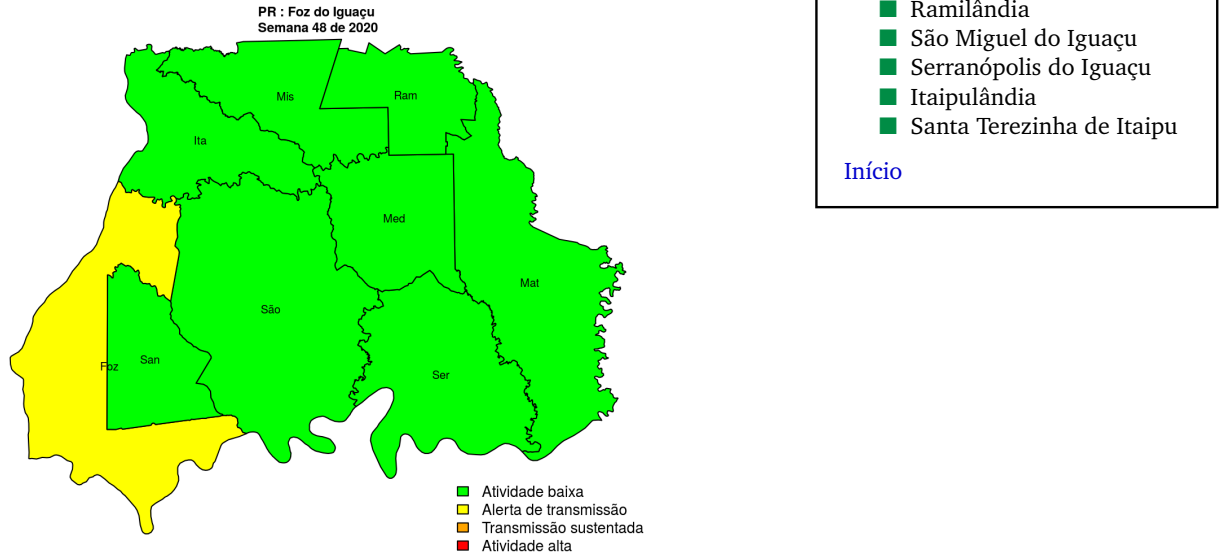 PR : Foz do Iguaçu
Semana 48 de 2020
Mis
Ram
Ita
Med
Mat
São
San
Foz
Ser
Atividade baixa
Alerta de transmissão
Transmissão sustentada
Atividade alta
Ramilândia
São Miguel do Iguaçu
Serranópolis do Iguaçu
Itaipulândia
Santa Terezinha de Itaipu
Início